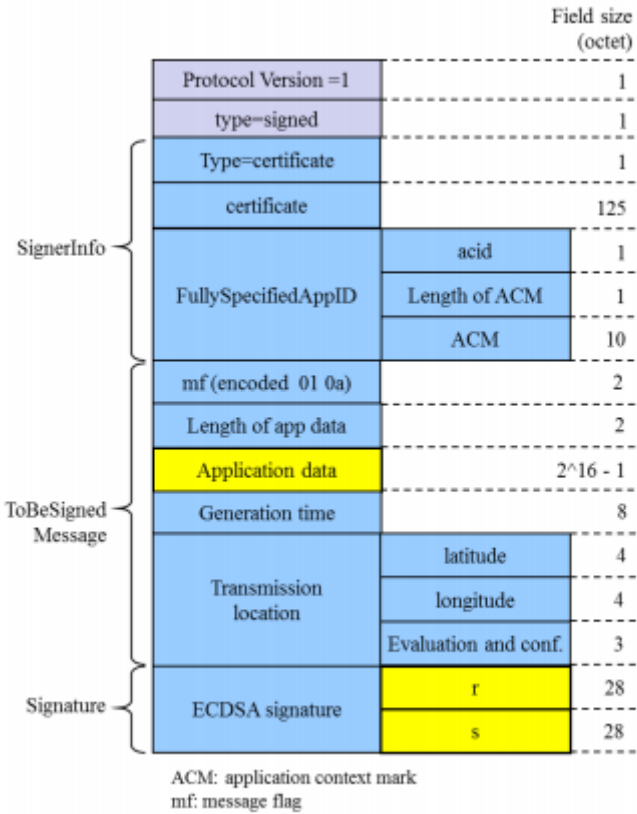 Field size
(octet)
Protocol Version =1 1
type=signed 1
Type=certificate 1
certificate 125
SignerInfo
FullySpecifiedAppID
acid 1
Length of ACM 1
ACM 10
mf (encoded 01 0a) 2
Length of app data 2
Application data 2^16 - 1
ToBeSigned
Message
Generation time 8
Transmission
location
latitude 4
longitude 4
Evaluation and conf. 3
Signature
ECDSA signature
r 28
s 28
ACM: application context mark
mf: message flag